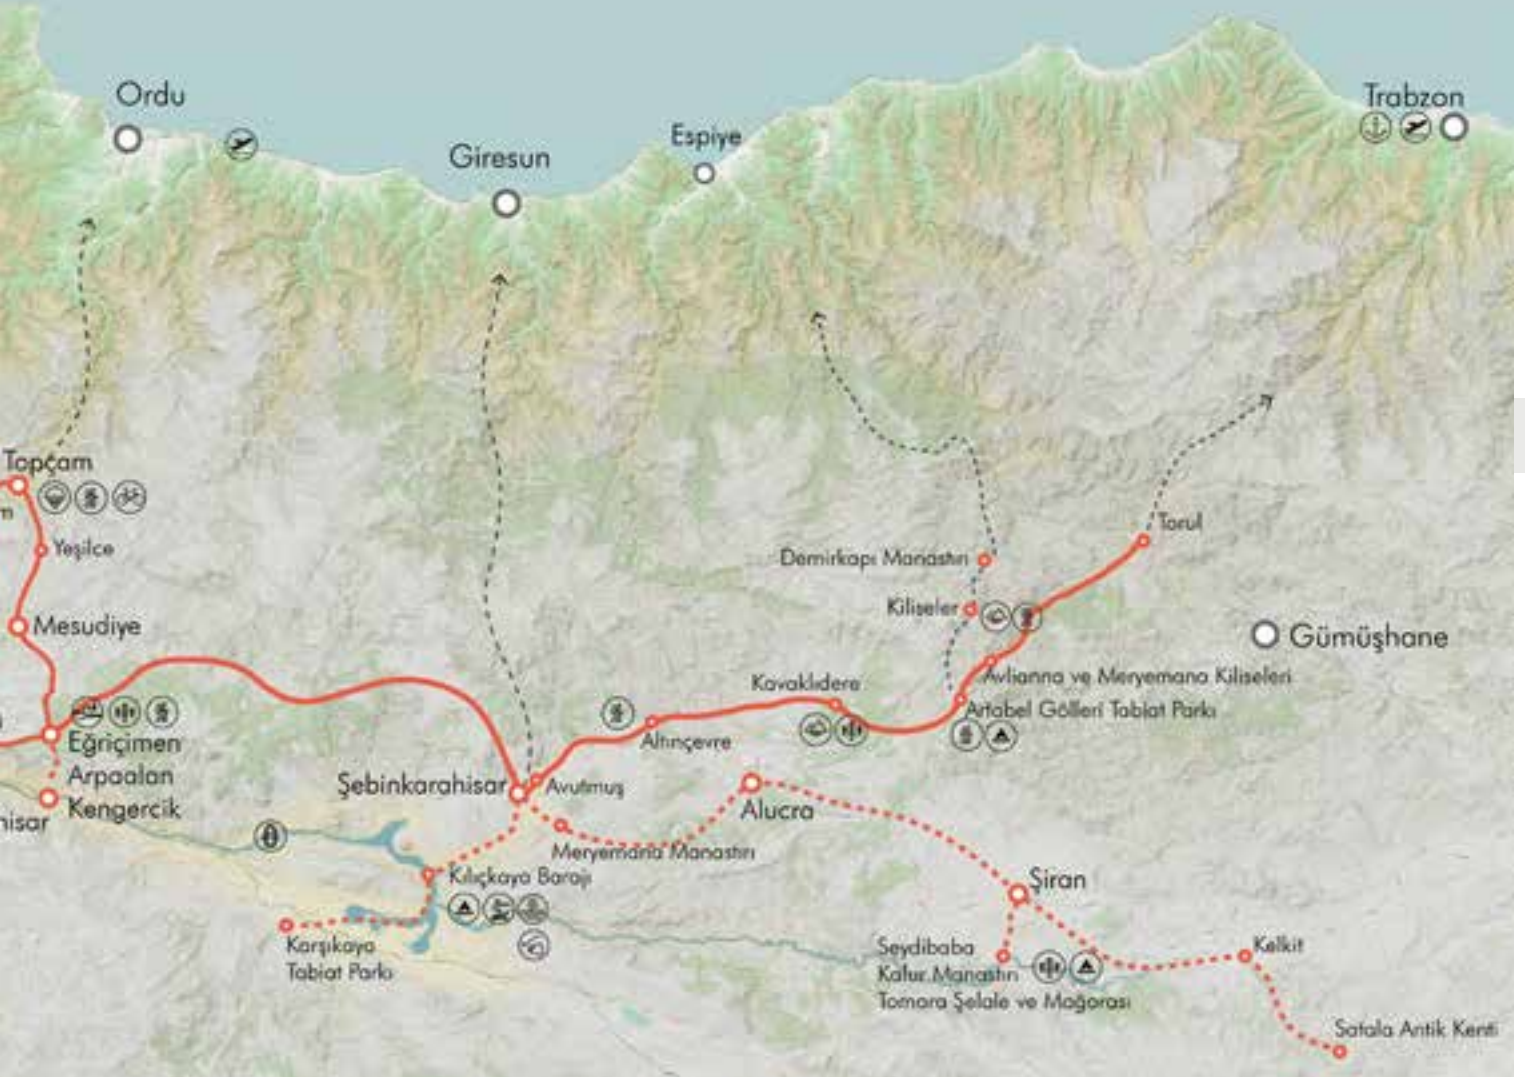 Ordu
Trabzon
Espiye
Giresun
Topçam
m
Yeşilce
Torul
Demirkapı Manastırı
Kiliseler
Mesudiye
Gümüşhane
Avlianna ve Meryemana Kiliseleri
Kavaklıdere
Artabel Gölleri Tabiat Parkı
Altınçevre
Eğriçimen
Arpaalan
Kengercik
hisar
Şebinkarahisar
Avutmuş
Alucra
Meryemana Manastırı
Kılıçkaya Barajı
Şiran
Karşıkaya
Tabiat Parkı
Seydibaba
Kafur Manastırı
Tomara Şelale ve Mağarası
Kelkit
Satala Antik Kenti